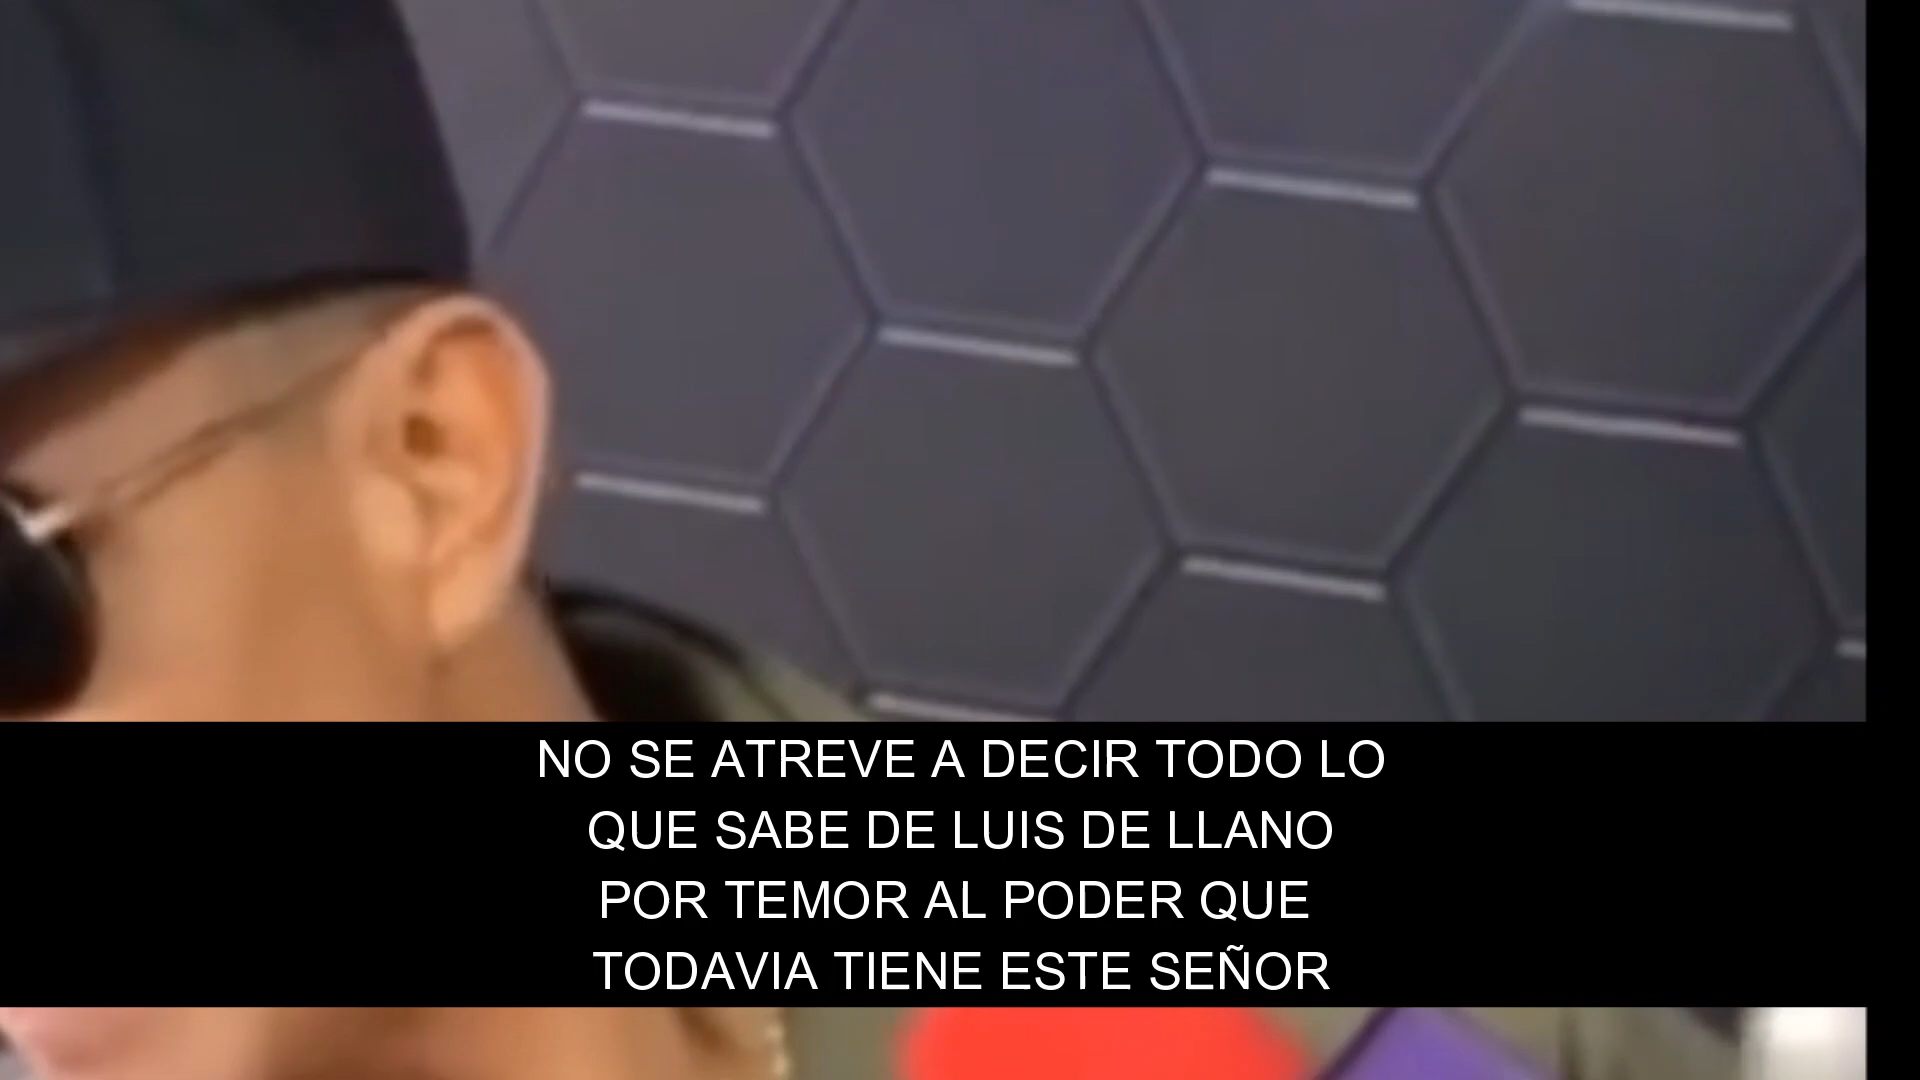 NO SE ATREVE A DECIR TODO LO
QUE SABE DE LUIS DE LLANO
POR TEMOR AL PODER QUE
TODAVIA TIENE ESTE SEÑOR